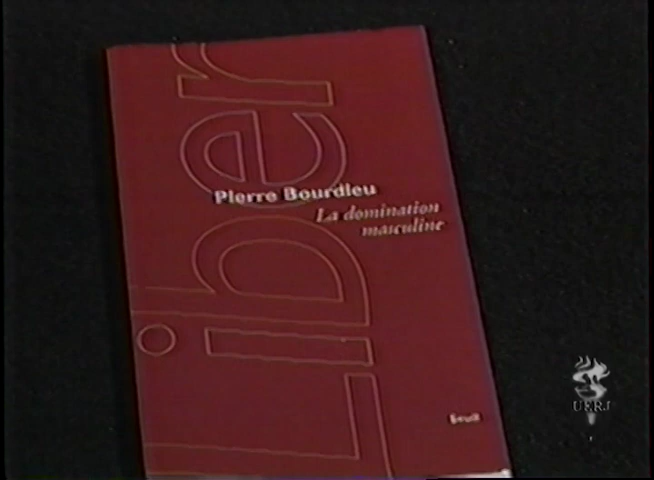 Liber
Pierre Bourdieu
La domination
masculine
Seuil
UERJ